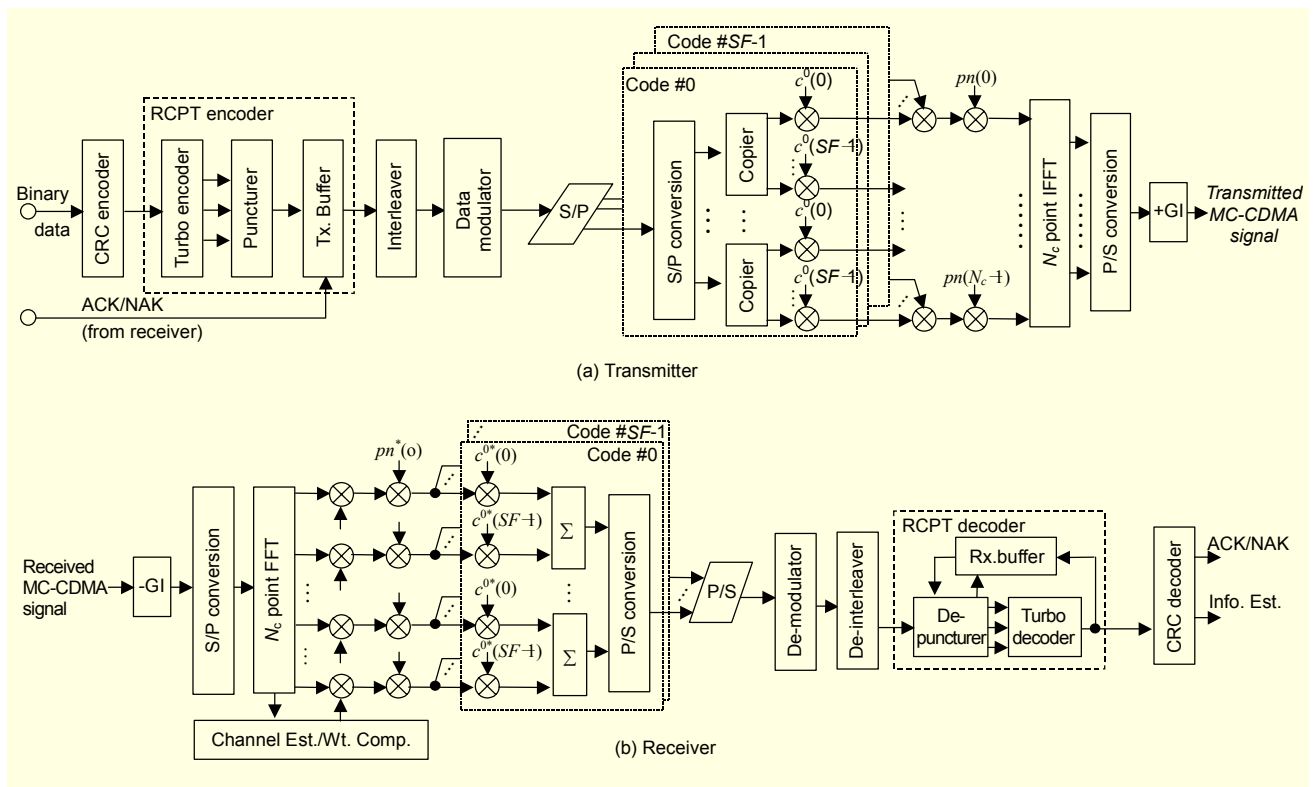 Code #SF-1
Code #0
c⁰(0)
pn(0)
RCPT encoder
Binary
data
CRC encoder
Turbo encoder
Puncturer
Tx. Buffer
Interleaver
Data
modulator
S/P
S/P conversion
Copier
c⁰(SF-1)
c⁰(0)
Copier
c⁰(SF-1)
pn(Nc-1)
Nc point IFFT
P/S conversion
+GI
Transmitted
MC-CDMA
signal
ACK/NAK
(from receiver)
(a) Transmitter
Code #SF-1
Code #0
pn*(o)
c⁰*(0)
Received
MC-CDMA
signal
-GI
S/P conversion
Nc point FFT
c⁰*(SF-1)
c⁰*(0)
c⁰*(SF-1)
Σ
Σ
P/S conversion
P/S
De-modulator
De-interleaver
RCPT decoder
Rx.buffer
De-
puncturer
Turbo
decoder
CRC decoder
ACK/NAK
Info. Est.
Channel Est./Wt. Comp.
(b) Receiver